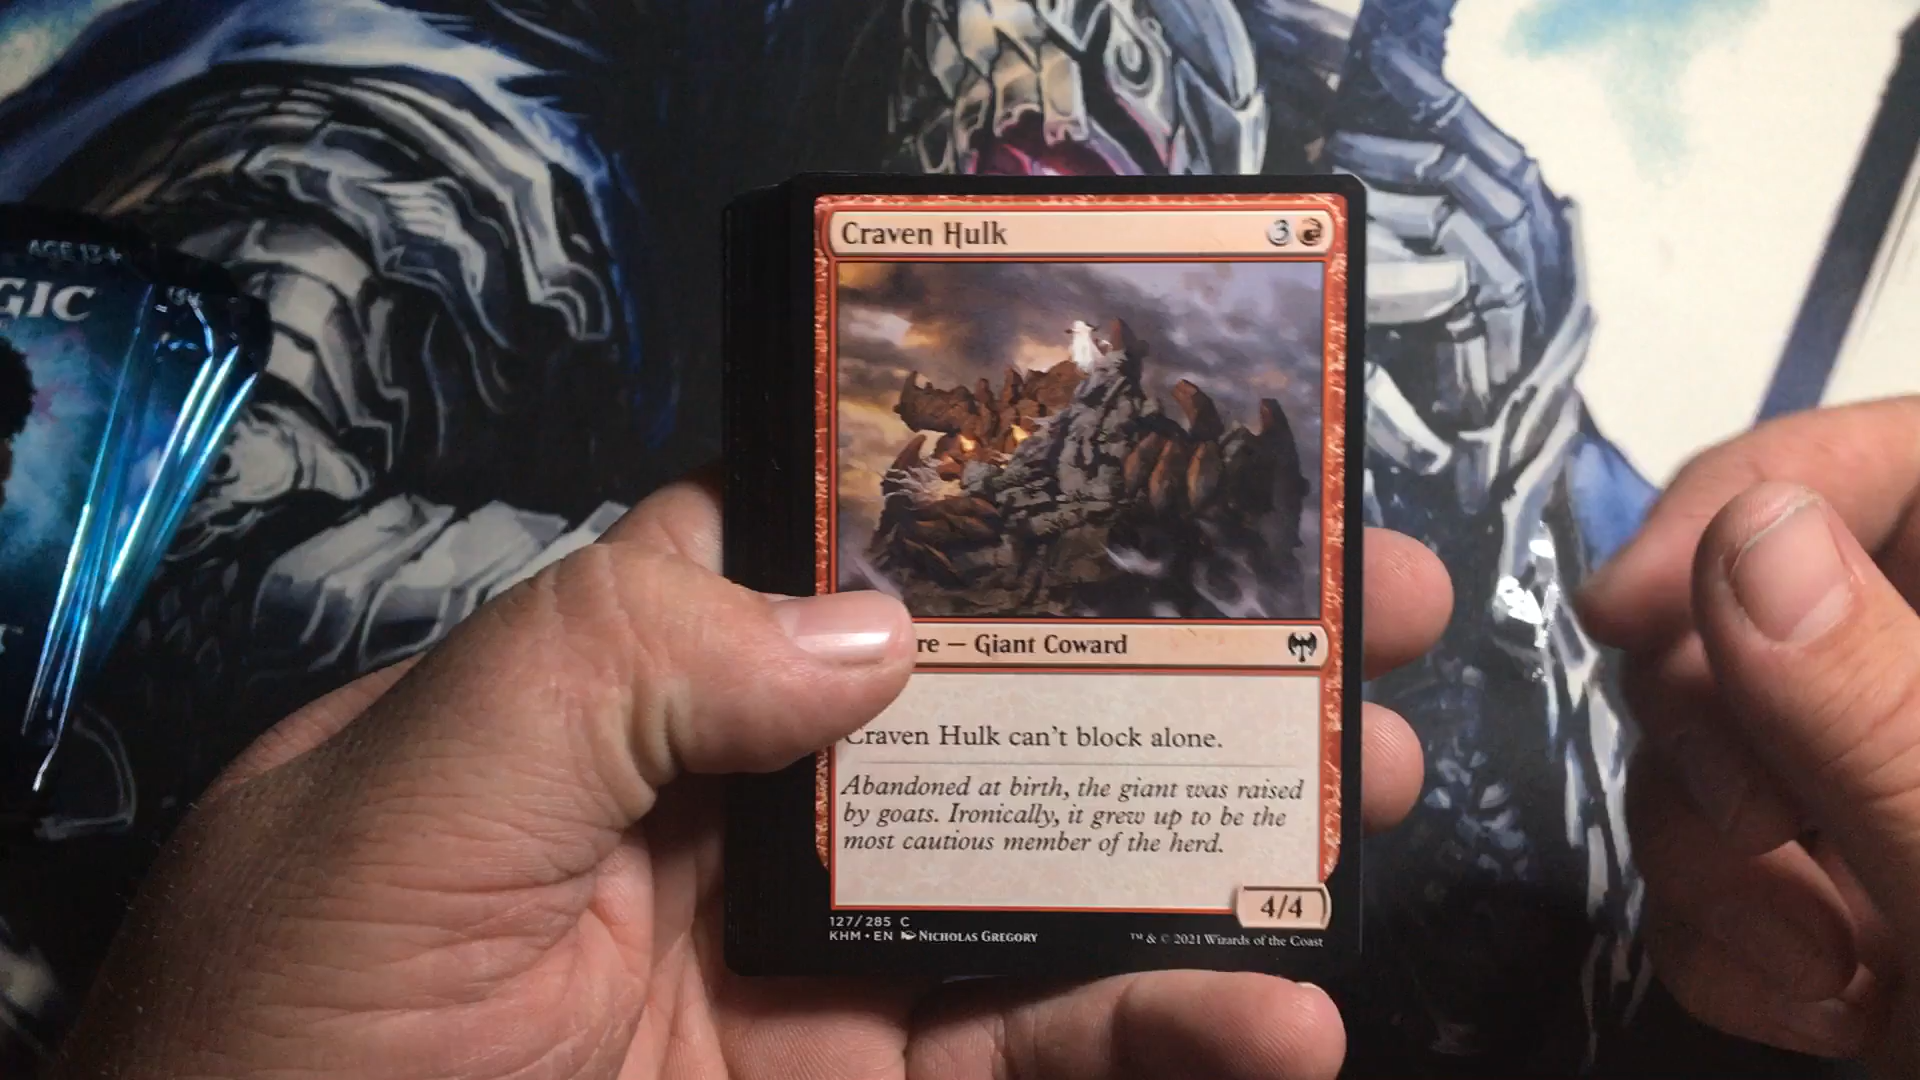 AGE 13+
GIC
Craven Hulk 3
re — Giant Coward
Craven Hulk can't block alone.
Abandoned at birth, the giant was raised
by goats. Ironically, it grew up to be the
most cautious member of the herd.
4/4
127/285 C
KHM • EN Nicholas Gregory
™ & © 2021 Wizards of the Coast